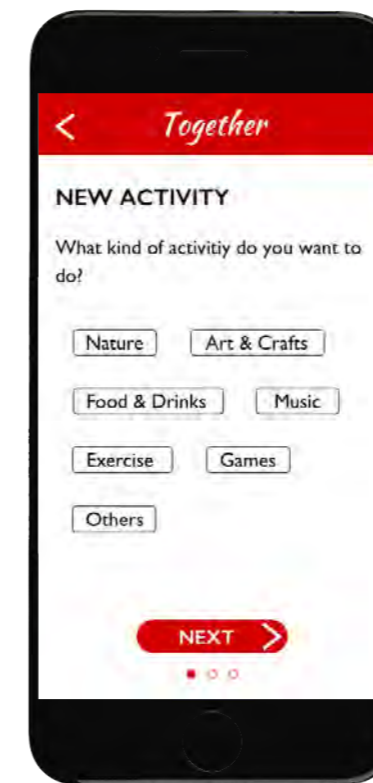 Together
NEW ACTIVITY
What kind of activitiy do you want to
do?
Nature
Art & Crafts
Food & Drinks
Music
Exercise
Games
Others
NEXT